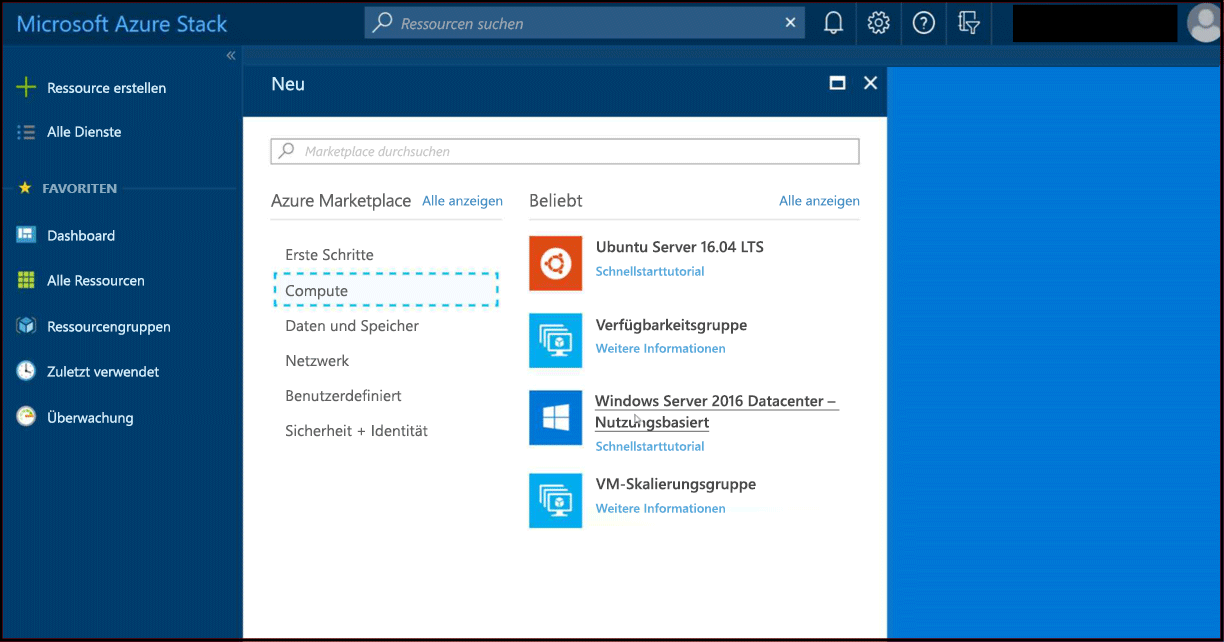 Microsoft Azure Stack
Ressourcen suchen
Ressource erstellen
Alle Dienste
FAVORITEN
Dashboard
Alle Ressourcen
Ressourcengruppen
Zuletzt verwendet
Überwachung
Neu
Marketplace durchsuchen
Azure Marketplace Alle anzeigen
Erste Schritte
Compute
Daten und Speicher
Netzwerk
Benutzerdefiniert
Sicherheit + Identität
Beliebt Alle anzeigen
Ubuntu Server 16.04 LTS
Schnellstarttutorial
Verfügbarkeitsgruppe
Weitere Informationen
Windows Server 2016 Datacenter –
Nutzungsbasiert
Schnellstarttutorial
VM-Skalierungsgruppe
Weitere Informationen